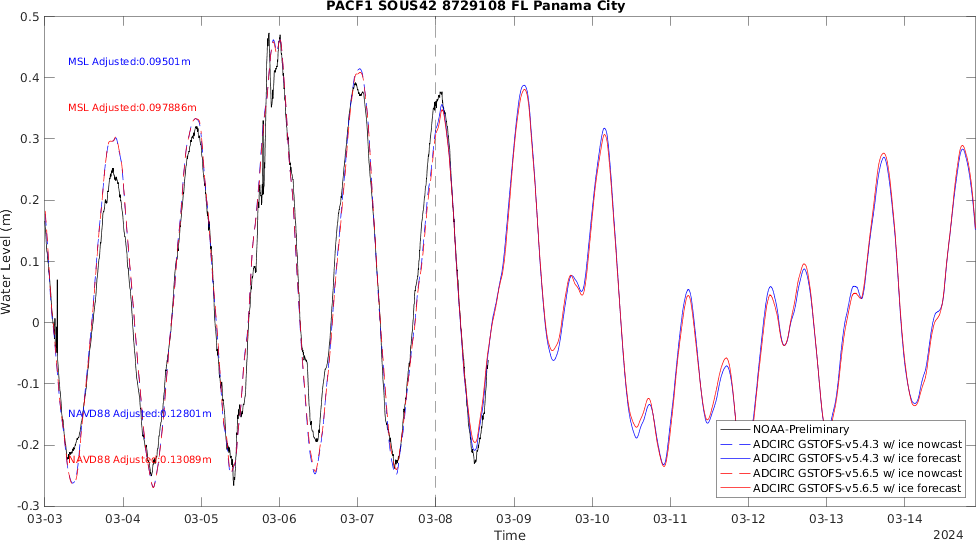 PACF1 SOUS42 8729108 FL Panama City
0.5
MSL Adjusted:0.09501m
0.4
MSL Adjusted:0.097886m
0.3
0.2
0.1
Water Level (m)
0
-0.1
NAVD88 Adjusted:0.12801m
-0.2
NAVD88 Adjusted:0.13089m
-0.3
NOAA-Preliminary
ADCIRC GSTOFS-v5.4.3 w/ ice nowcast
ADCIRC GSTOFS-v5.4.3 w/ ice forecast
ADCIRC GSTOFS-v5.6.5 w/ ice nowcast
ADCIRC GSTOFS-v5.6.5 w/ ice forecast
03-03 03-04 03-05 03-06 03-07 03-08 03-09 03-10 03-11 03-12 03-13 03-14
Time
2024